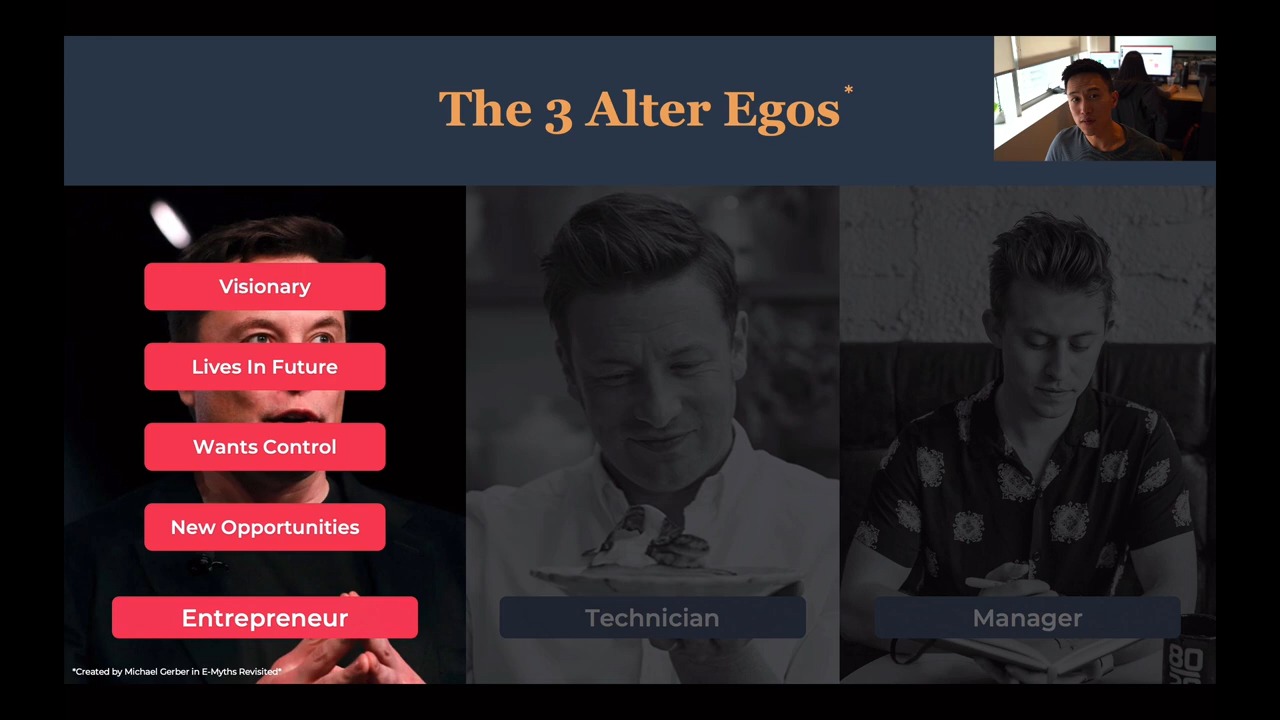 The 3 Alter Egos*
Visionary
Lives In Future
Wants Control
New Opportunities
Entrepreneur
Technician
Manager
*Created by Michael Gerber in E-Myths Revisited*